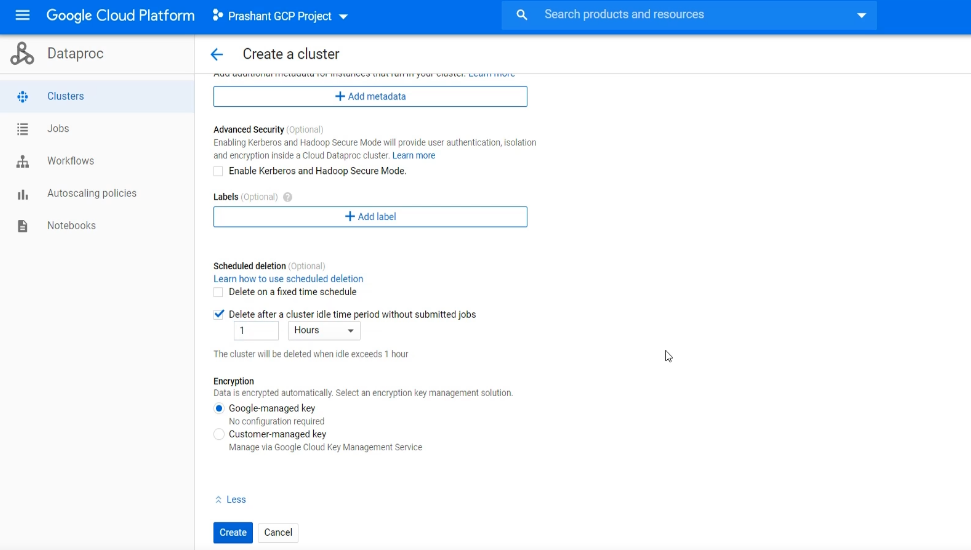 Google Cloud Platform
Prashant GCP Project
Search products and resources
Dataproc
Create a cluster
Clusters
Jobs
Workflows
Autoscaling policies
Notebooks
Add additional metadata for instances that run in your cluster. Learn more
Add metadata
Advanced Security (Optional)
Enabling Kerberos and Hadoop Secure Mode will provide user authentication, isolation
and encryption inside a Cloud Dataproc cluster. Learn more
Enable Kerberos and Hadoop Secure Mode.
Labels (Optional) ?
Add label
Scheduled deletion (Optional)
Learn how to use scheduled deletion
Delete on a fixed time schedule
Delete after a cluster idle time period without submitted jobs
1 Hours
The cluster will be deleted when idle exceeds 1 hour
Encryption
Data is encrypted automatically. Select an encryption key management solution.
Google-managed key
No configuration required
Customer-managed key
Manage via Google Cloud Key Management Service
Less
Create Cancel